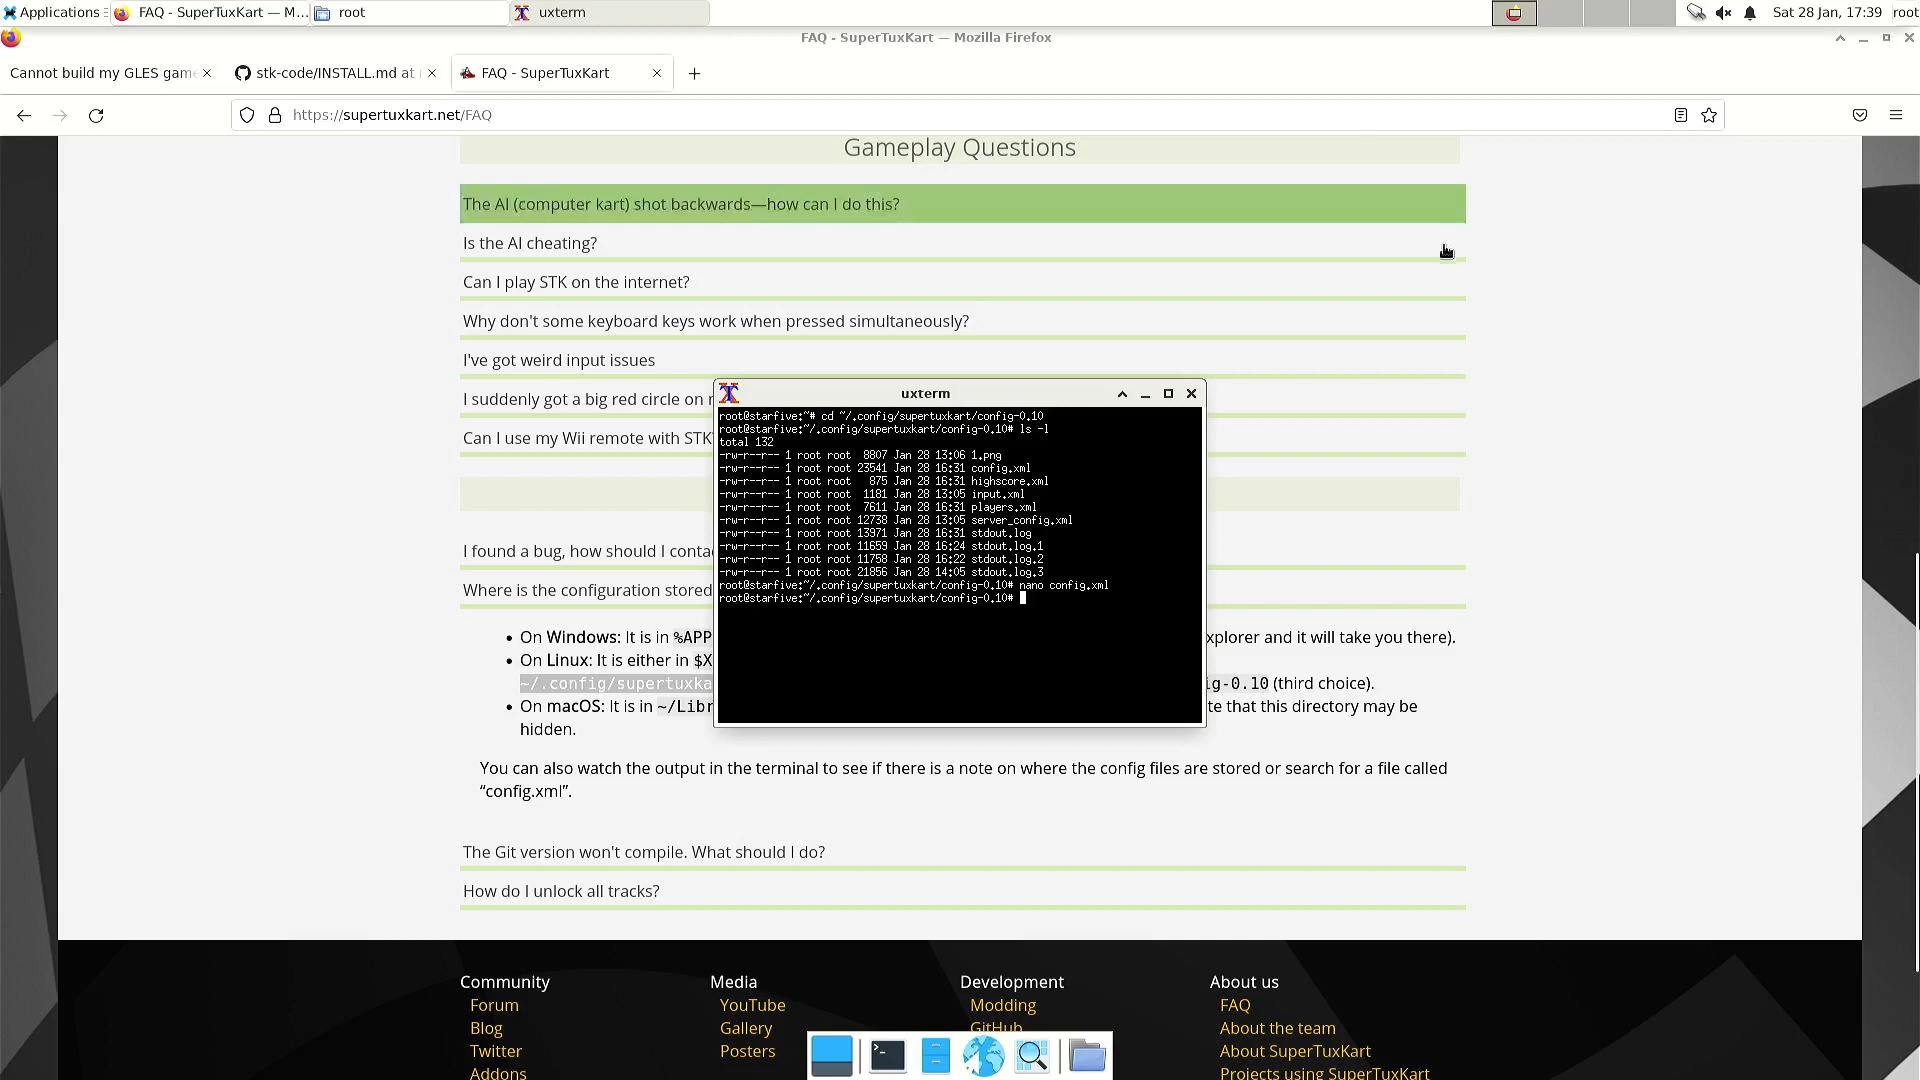 Applications
FAQ - SuperTuxKart — M...
root
uxterm
Sat 28 Jan, 17:39
root
FAQ - SuperTuxKart — Mozilla Firefox
Cannot build my GLES game
stk-code/INSTALL.md at
FAQ - SuperTuxKart
https://supertuxkart.net/FAQ
Gameplay Questions
The AI (computer kart) shot backwards—how can I do this?
Is the AI cheating?
Can I play STK on the internet?
Why don't some keyboard keys work when pressed simultaneously?
I've got weird input issues
I suddenly got a big red circle on
Can I use my Wii remote with STK
uxterm
root@starfive:~# cd ~/.config/supertuxkart/config-0.10
root@starfive:~/.config/supertuxkart/config-0.10# ls -l
total 132
-rw-r--r-- 1 root root  8807 Jan 28 13:06 1.png
-rw-r--r-- 1 root root 23541 Jan 28 16:31 config.xml
-rw-r--r-- 1 root root   875 Jan 28 16:31 highscore.xml
-rw-r--r-- 1 root root  1181 Jan 28 13:05 input.xml
-rw-r--r-- 1 root root  7611 Jan 28 16:31 players.xml
-rw-r--r-- 1 root root 12738 Jan 28 13:05 server_config.xml
-rw-r--r-- 1 root root 13971 Jan 28 16:31 stdout.log
-rw-r--r-- 1 root root 11659 Jan 28 16:24 stdout.log.1
-rw-r--r-- 1 root root 11758 Jan 28 16:22 stdout.log.2
-rw-r--r-- 1 root root 21856 Jan 28 14:05 stdout.log.3
root@starfive:~/.config/supertuxkart/config-0.10# nano config.xml
root@starfive:~/.config/supertuxkart/config-0.10#
I found a bug, how should I conta
Where is the configuration stored
• On Windows: It is in %APP
xplorer and it will take you there).
• On Linux: It is either in $X
~/.config/supertuxka
ig-0.10 (third choice).
• On macOS: It is in ~/Libr
te that this directory may be
hidden.
You can also watch the output in the terminal to see if there is a note on where the config files are stored or search for a file called
“config.xml”.
The Git version won't compile. What should I do?
How do I unlock all tracks?
Community
Forum
Blog
Twitter
Addons
Media
YouTube
Gallery
Posters
Development
Modding
GitHub
About us
FAQ
About the team
About SuperTuxKart
Projects using SuperTuxKart